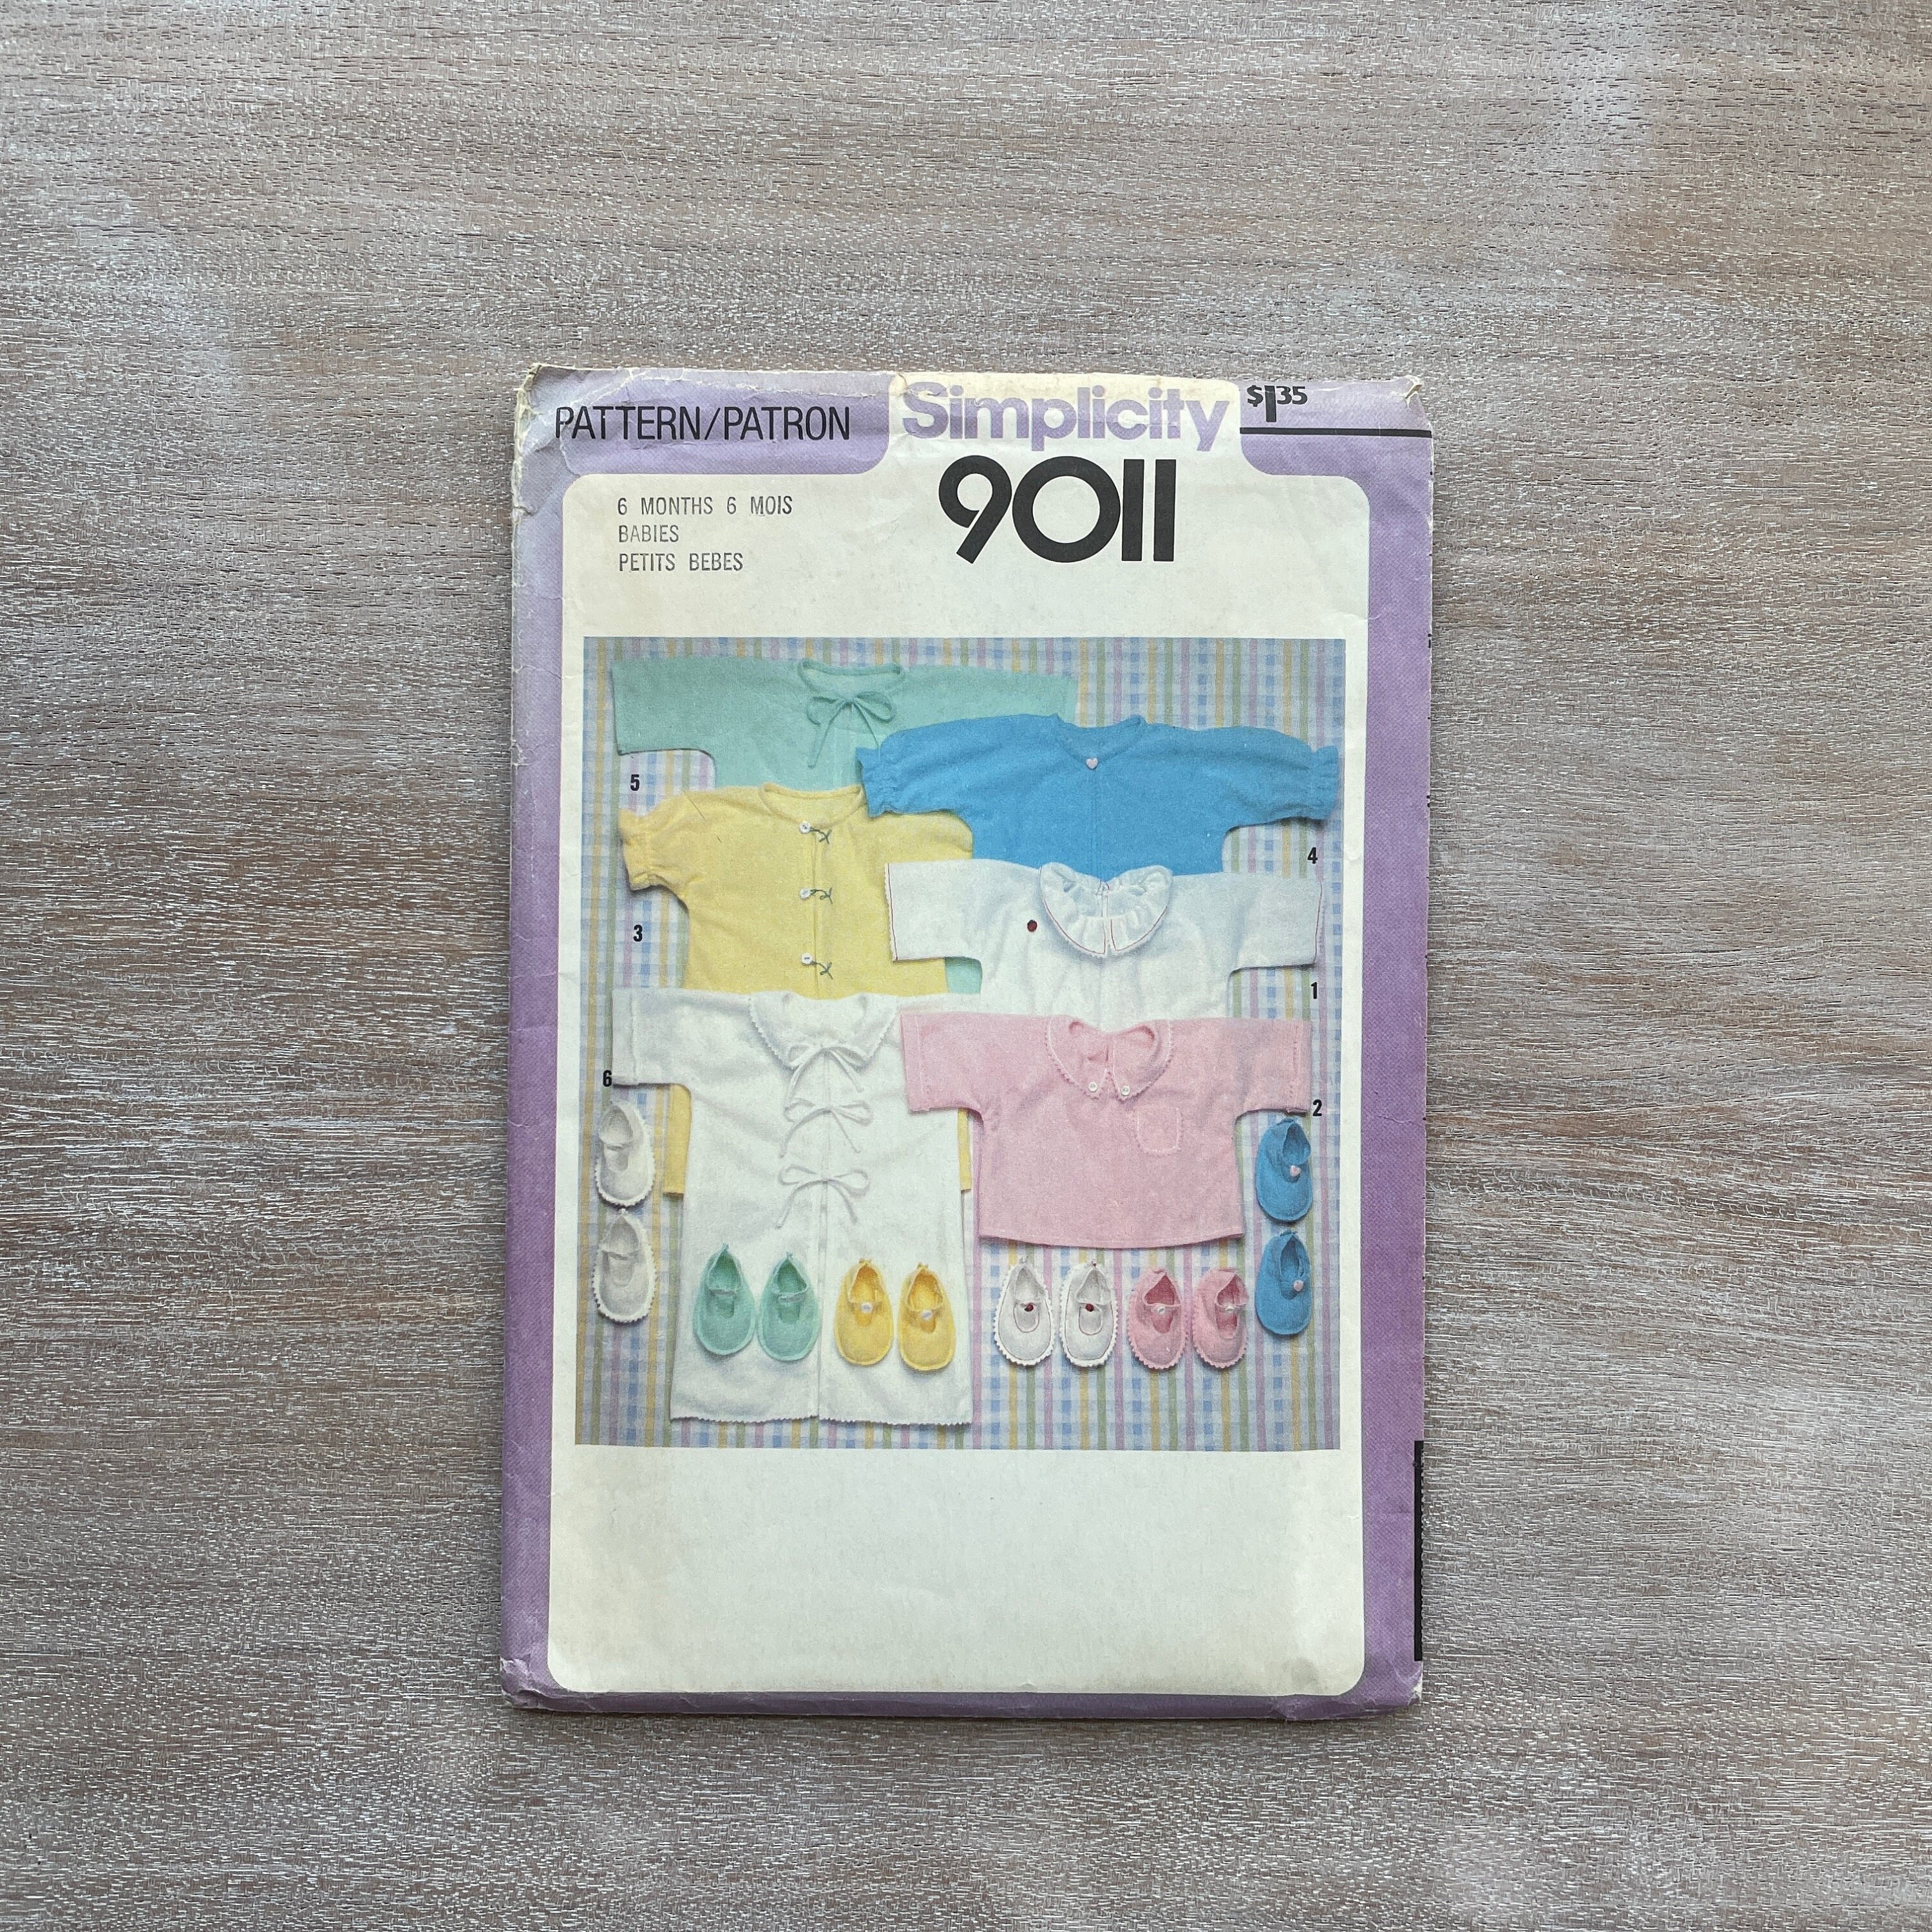 PATTERN/PATRON
Simplicity
$1.35
9011
6 MONTHS 6 MOIS
BABIES
PETITS BEBES
5
4
3
1
6
2